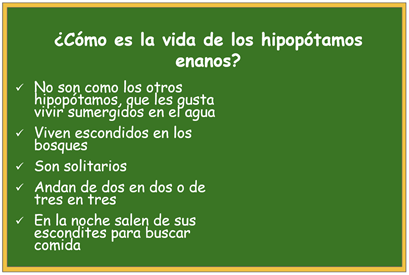 ¿Cómo es la vida de los hipopótamos
enanos?
✓ No son como los otros
hipopótamos, que les gusta
vivir sumergidos en el agua
✓ Viven escondidos en los
bosques
✓ Son solitarios
✓ Andan de dos en dos o de
tres en tres
✓ En la noche salen de sus
escondites para buscar
comida